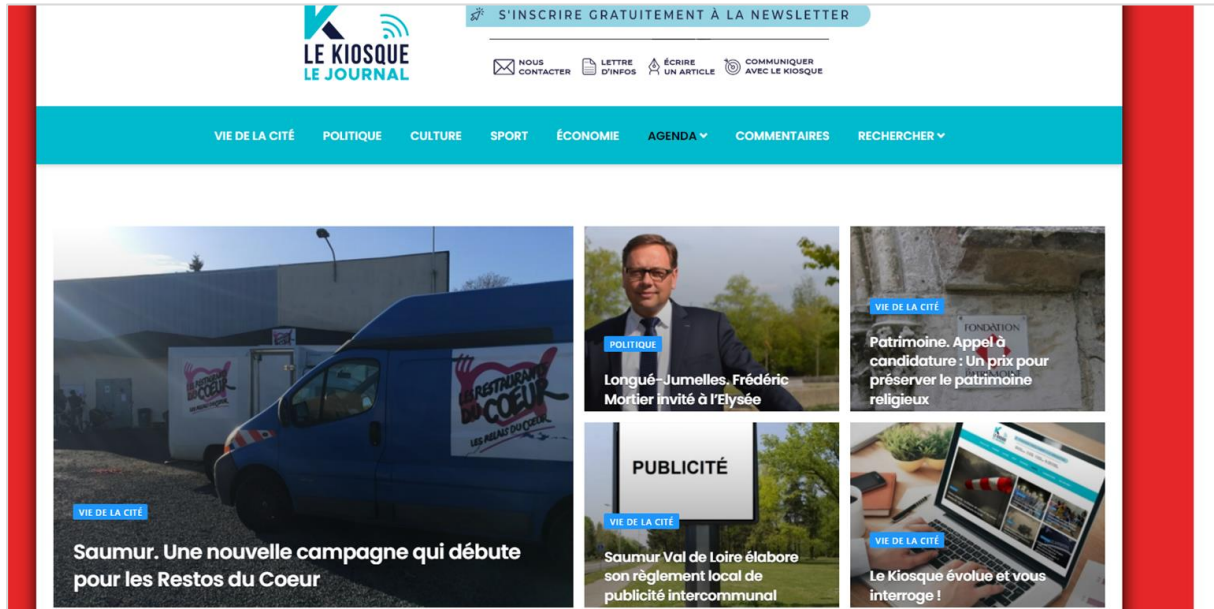 S'INSCRIRE GRATUITEMENT À LA NEWSLETTER
LE KIOSQUE
LE JOURNAL
NOUS
CONTACTER
LETTRE
D'INFOS
ÉCRIRE
UN ARTICLE
COMMUNIQUER
AVEC LE KIOSQUE
VIE DE LA CITÉ POLITIQUE CULTURE SPORT ÉCONOMIE AGENDA COMMENTAIRES RECHERCHER
LES RESTAURANTS
DU COEUR
LES RELAIS DU COEUR
VIE DE LA CITÉ
Saumur. Une nouvelle campagne qui débute
pour les Restos du Coeur
POLITIQUE
Longué-Jumelles. Frédéric
Mortier invité à l'Elysée
FONDATION
VIE DE LA CITÉ
Patrimoine. Appel à
candidature : Un prix pour
préserver le patrimoine
religieux
PUBLICITÉ
VIE DE LA CITÉ
Saumur Val de Loire élabore
son règlement local de
publicité intercommunal
VIE DE LA CITÉ
Le Kiosque évolue et vous
interroge !